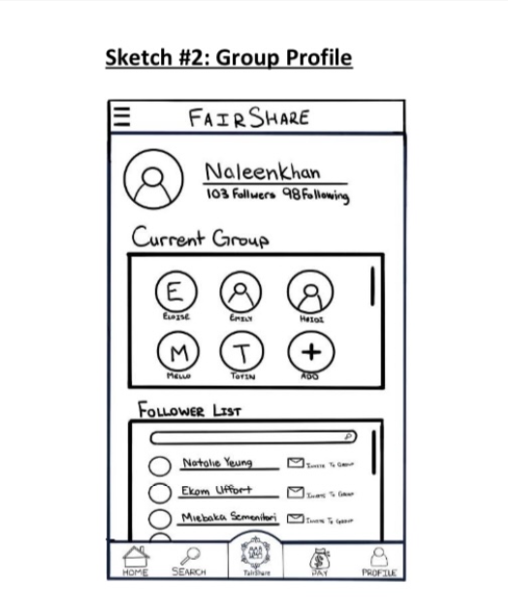 Sketch #2: Group Profile
FAIRSHARE
Naleenkhan
103 Follwers 98 Following
Current Group
E
ELOISE EMILY HEIDI
M T +
MELLO TOFIN ADD
FOLLOWER LIST
Natalie Yeung Invite To Group
Ekom Uffort Invite To Group
Miebaka Semenitari Invite To Group
HOME SEARCH FairShare PAY PROFILE